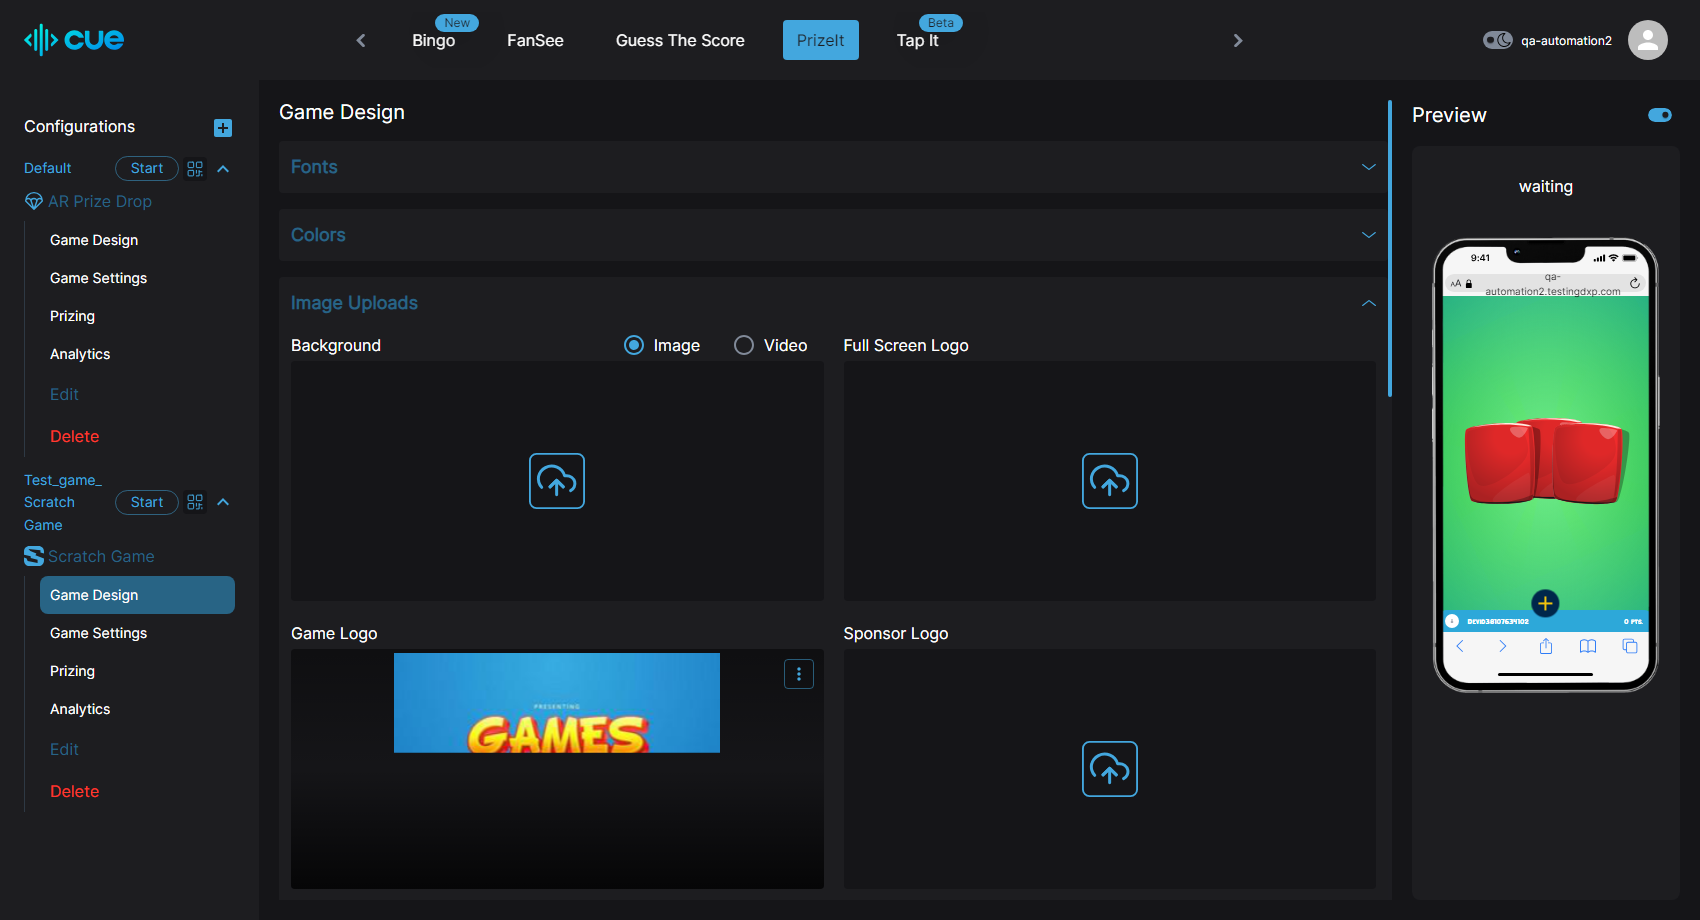 cue
New
Bingo
FanSee
Guess The Score
PrizeIt
Beta
Tap It
qa-automation2
Configurations
Default
Start
AR Prize Drop
Game Design
Game Settings
Prizing
Analytics
Edit
Delete
Test_game_
Scratch
Game
Start
Scratch Game
Game Design
Game Settings
Prizing
Analytics
Edit
Delete
Game Design
Fonts
Colors
Image Uploads
Background
Image
Video
Full Screen Logo
Game Logo
PRESENTING
GAMES
Sponsor Logo
Preview
waiting
9:41
AA
qa-
automation2.testingdxp.com
0 PTS.